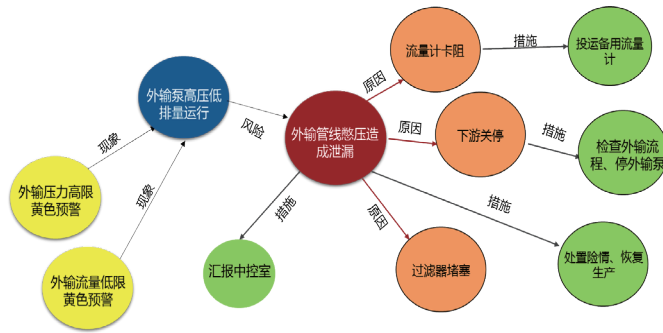 流量计卡阻
措施
投运备用流量
计
原因
外输泵高压低
排量运行
风险
外输管线憋压造
成泄漏
原因
下游关停
措施
检查外输流
程、停外输泵
现象
外输压力高限
黄色预警
现象
措施
原因
措施
外输流量低限
黄色预警
汇报中控室
过滤器堵塞
处置险情、恢复
生产